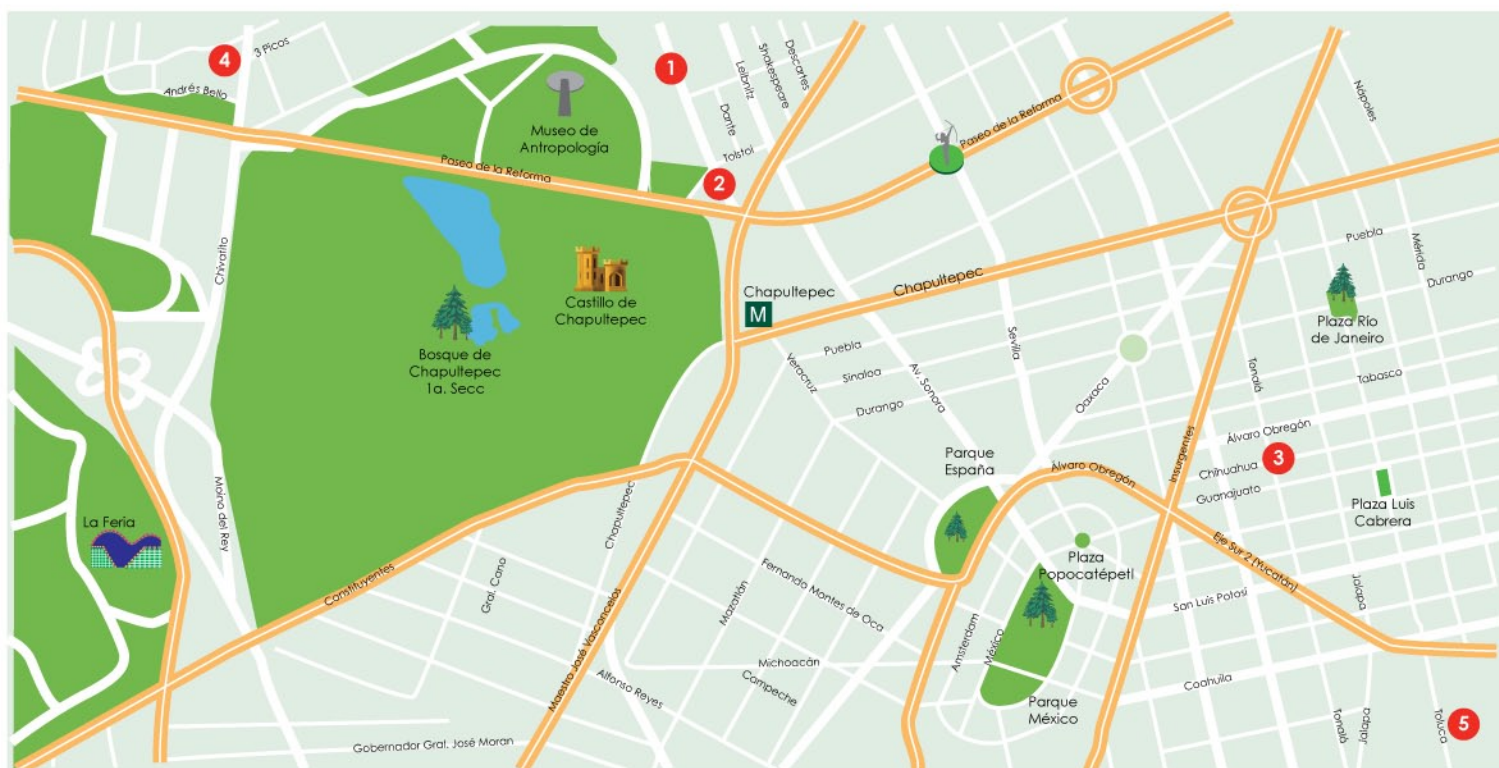 4
3 Picos
Andrés Bello
1
Leibnitz
Shakespeare
Descartes
Dante
Tolstoi
Museo de
Antropología
Paseo de la Reforma
2
Paseo de la Reforma
Nápoles
Chivatito
Castillo de
Chapultepec
Bosque de
Chapultepec
1a. Secc
Chapultepec
M
Chapultepec
Puebla
Mérida
Durango
Plaza Río
de Janeiro
Sevilla
Puebla
Sinaloa
Durango
Veracruz
Av. Sonora
Oaxaca
Tonalá
Tabasco
Insurgentes
Álvaro Obregón
Chihuahua
3
Guanajuato
Parque
España
Álvaro Obregón
Plaza Luis
Cabrera
Plaza
Popocatépetl
Eje Sur 2 (Yucatán)
Jalapa
San Luis Potosí
Coahuila
La Feria
Moino del Rey
Constituyentes
Gral. Cano
Chapultepec
Maestro José Vasconcelos
Mazatlán
Fernando Montes de Oca
Michoacán
Campeche
Alfonso Reyes
Amsterdam
México
Parque
México
Gobernador Gral. José Moran
Tonalá
Jalapa
Toluca
5